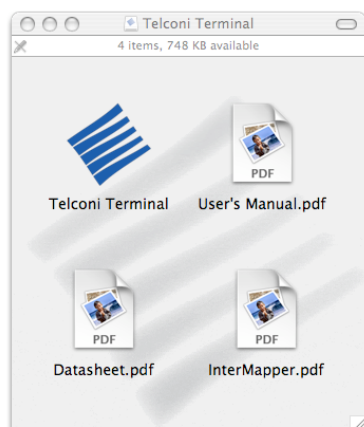 Telconi Terminal
4 items, 748 KB available
Telconi Terminal
User's Manual.pdf
PDF
PDF
PDF
Datasheet.pdf
InterMapper.pdf